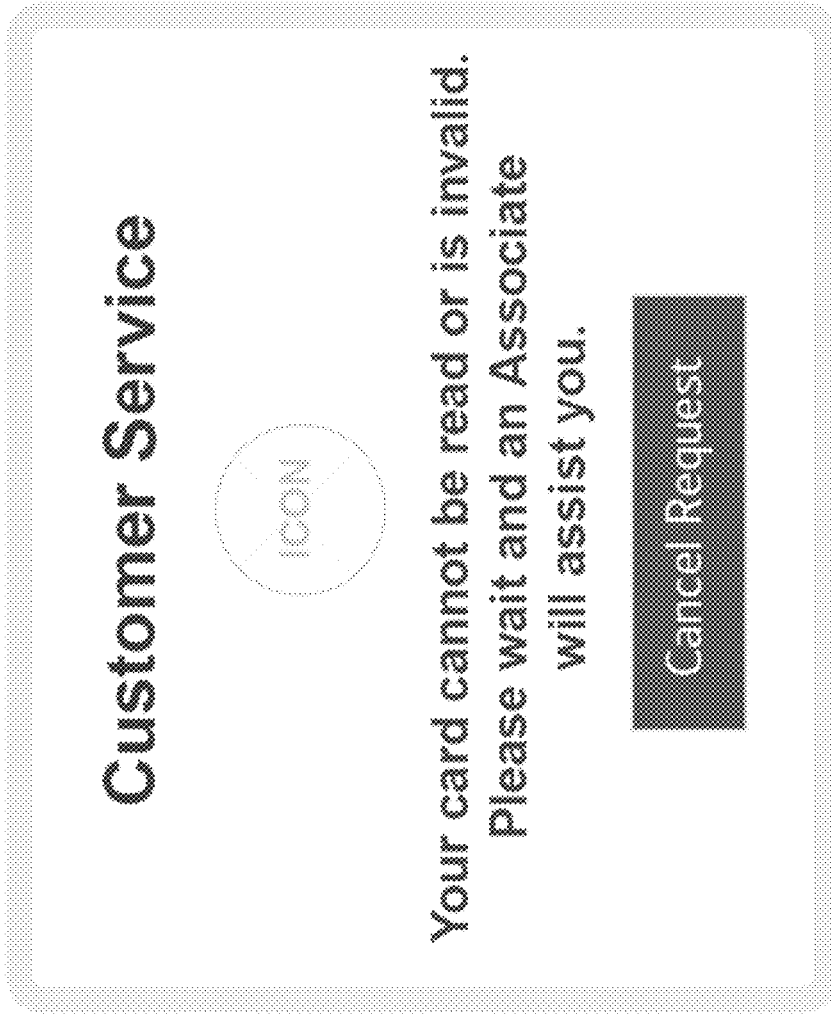 Customer Service
ICON
Your card cannot be read or is invalid.
Please wait and an Associate
will assist you.
Cancel Request